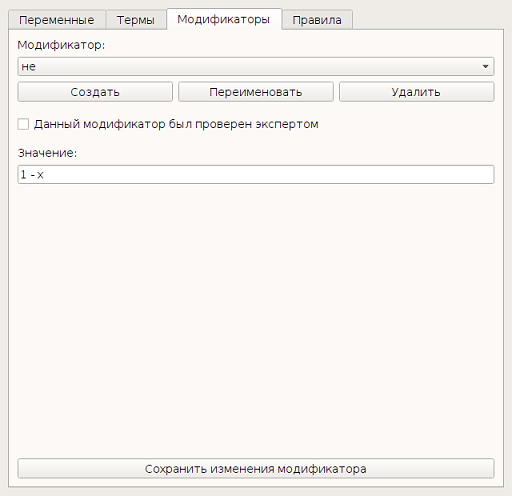 Переменные Термы Модификаторы Правила
Модификатор:
не
Создать Переименовать Удалить
Данный модификатор был проверен экспертом
Значение:
1 - x
Сохранить изменения модификатора